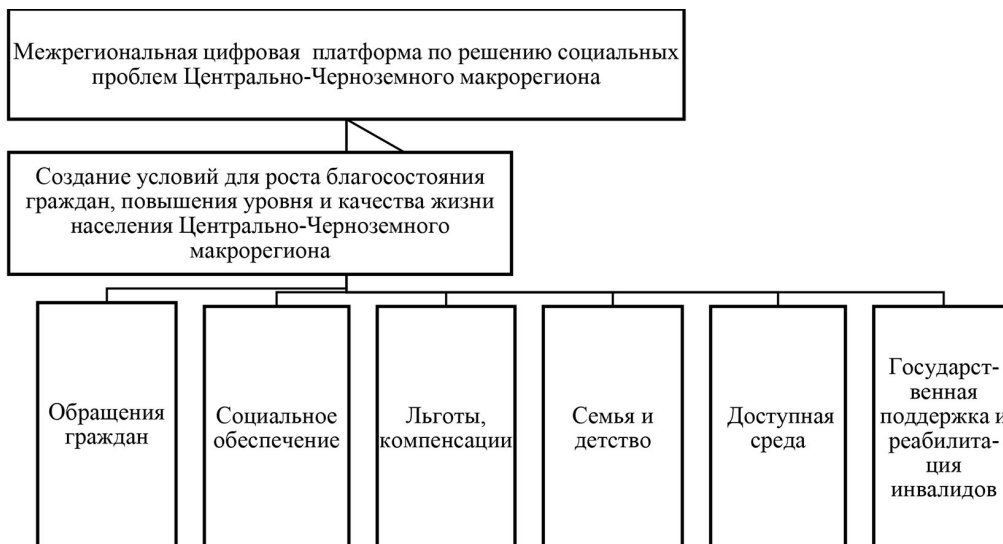 Межрегиональная цифровая платформа по решению социальных
проблем Центрально-Черноземного макрорегиона
Создание условий для роста благосостояния
граждан, повышения уровня и качества жизни
населения Центрально-Черноземного
макрорегиона
Обращения
граждан
Социальное
обеспечение
Льготы,
компенсации
Семья и
детство
Доступная
среда
Государст-
венная
поддержка и
реабилита-
ция
инвалидов